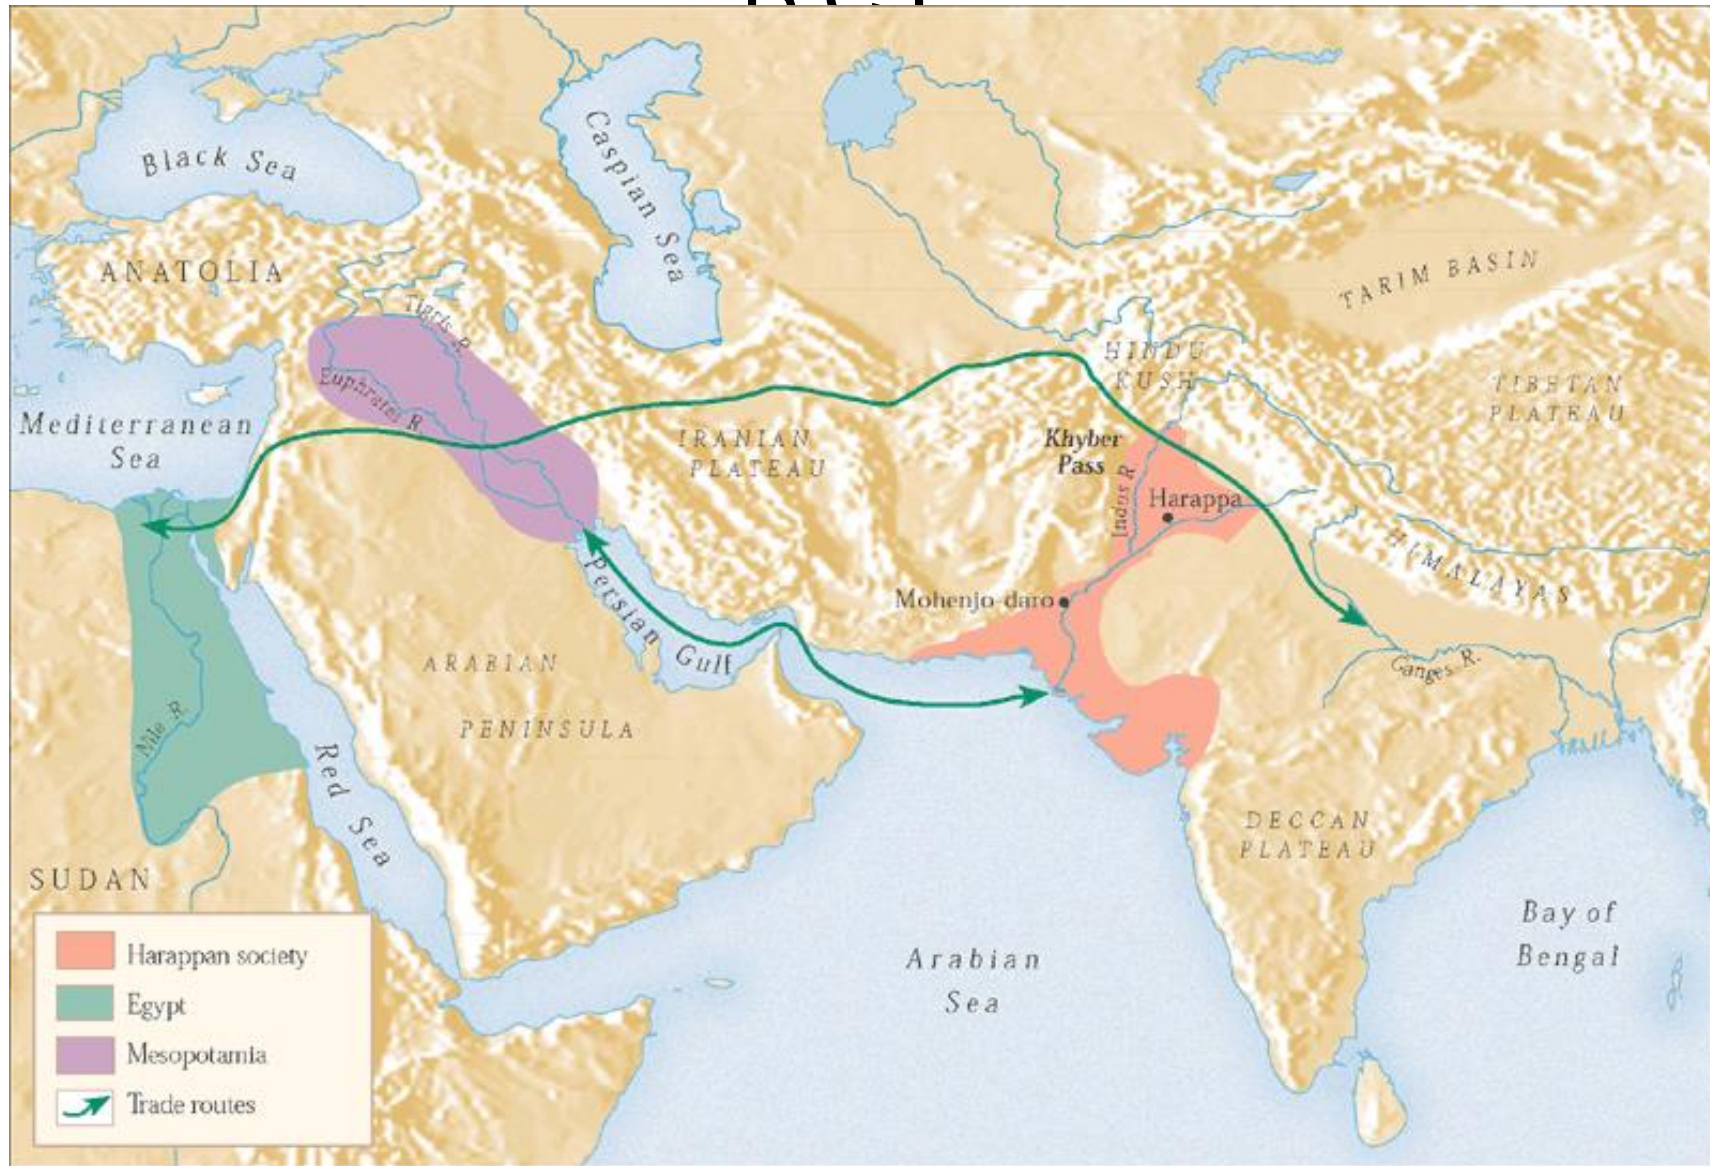 Black Sea
Caspian Sea
ANATOLIA
TARIM BASIN
Tigris R.
HINDU
KUSH
Euphrates R.
TIBETAN
PLATEAU
Mediterranean
Sea
IRANIAN
PLATEAU
Khyber
Pass
Indus R.
Harappa
HIMALAYAS
Mohenjo-daro
Persian Gulf
ARABIAN
PENINSULA
Ganges R.
Nile R.
Red Sea
DECCAN
PLATEAU
SUDAN
Bay of
Bengal
Arabian
Sea
Harappan society
Egypt
Mesopotamia
Trade routes